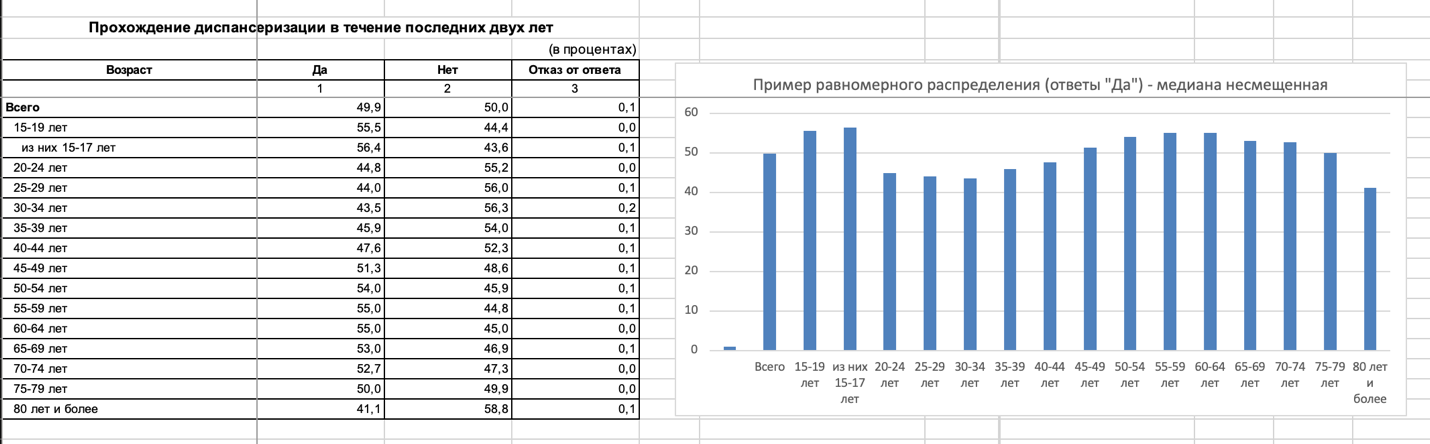 Прохождение диспансеризации в течение последних двух лет
(в процентах)
Возраст Да Нет Отказ от ответа
1 2 3
Всего 49,9 50,0 0,1
15-19 лет 55,5 44,4 0,0
из них 15-17 лет 56,4 43,6 0,1
20-24 лет 44,8 55,2 0,0
25-29 лет 44,0 56,0 0,1
30-34 лет 43,5 56,3 0,2
35-39 лет 45,9 54,0 0,1
40-44 лет 47,6 52,3 0,1
45-49 лет 51,3 48,6 0,1
50-54 лет 54,0 45,9 0,1
55-59 лет 55,0 44,8 0,1
60-64 лет 55,0 45,0 0,0
65-69 лет 53,0 46,9 0,1
70-74 лет 52,7 47,3 0,0
75-79 лет 50,0 49,9 0,0
80 лет и более 41,1 58,8 0,1
Пример равномерного распределения (ответы "Да") - медиана несмещенная
60
50
40
30
20
10
0
Всего 15-19 из них 20-24 25-29 30-34 35-39 40-44 45-49 50-54 55-59 60-64 65-69 70-74 75-79 80 лет
лет 15-17 лет лет лет лет лет лет лет лет лет лет лет лет и
лет более